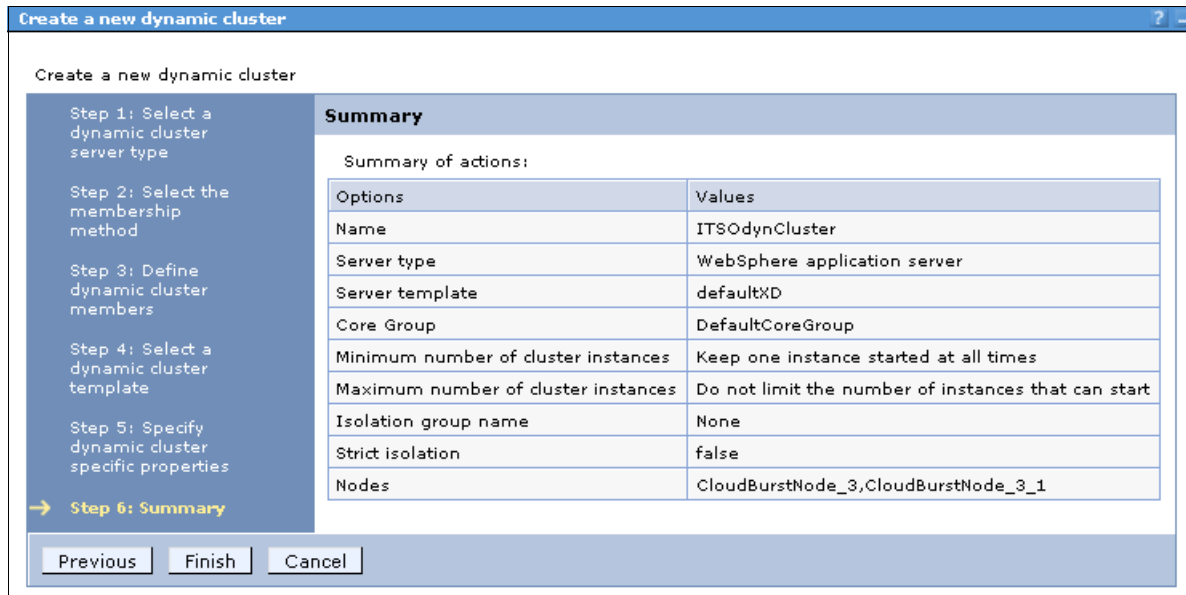 Create a new dynamic cluster
?
Create a new dynamic cluster
Step 1: Select a
dynamic cluster
server type
Step 2: Select the
membership
method
Step 3: Define
dynamic cluster
members
Step 4: Select a
dynamic cluster
template
Step 5: Specify
dynamic cluster
specific properties
Step 6: Summary
Summary
Summary of actions:
Options Values
Name ITSOdynCluster
Server type WebSphere application server
Server template defaultXD
Core Group DefaultCoreGroup
Minimum number of cluster instances Keep one instance started at all times
Maximum number of cluster instances Do not limit the number of instances that can start
Isolation group name None
Strict isolation false
Nodes CloudBurstNode_3,CloudBurstNode_3_1
Previous Finish Cancel